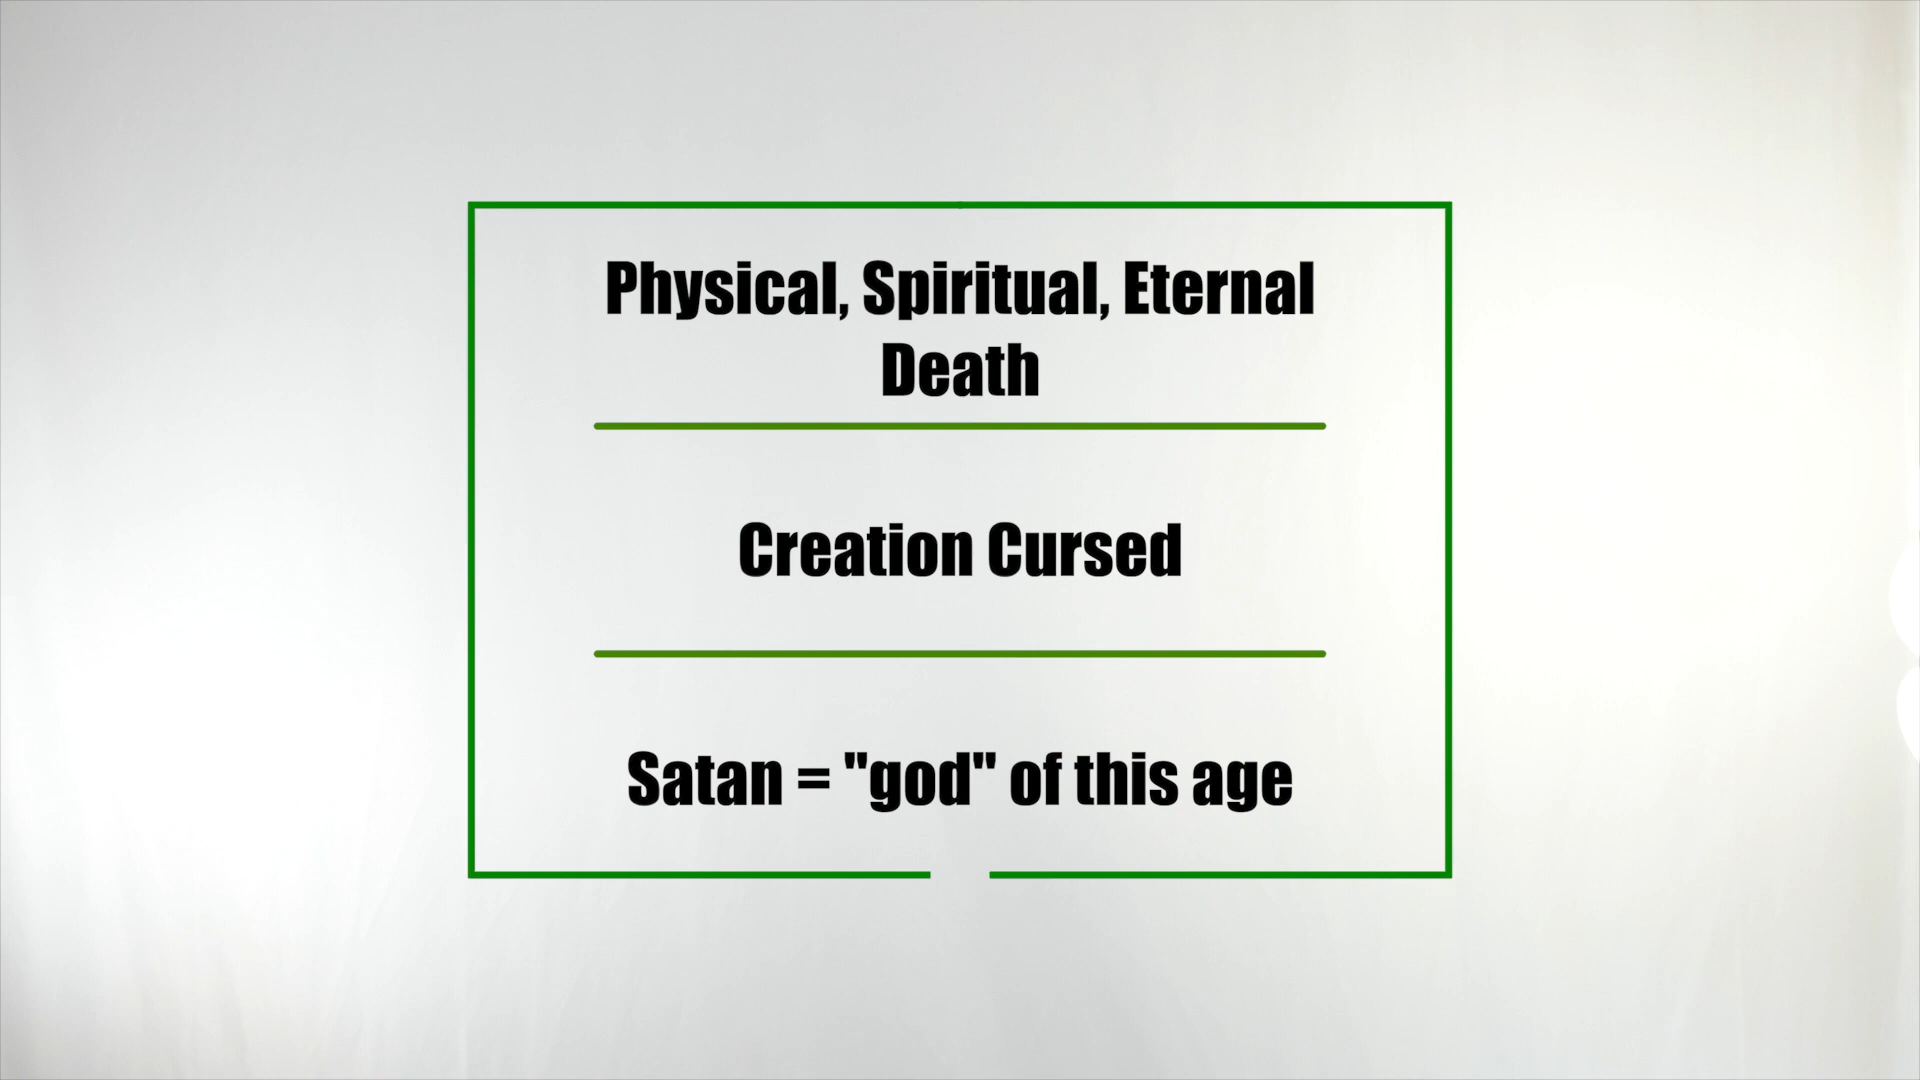 Physical, Spiritual, Eternal
Death
Creation Cursed
Satan = "god" of this age